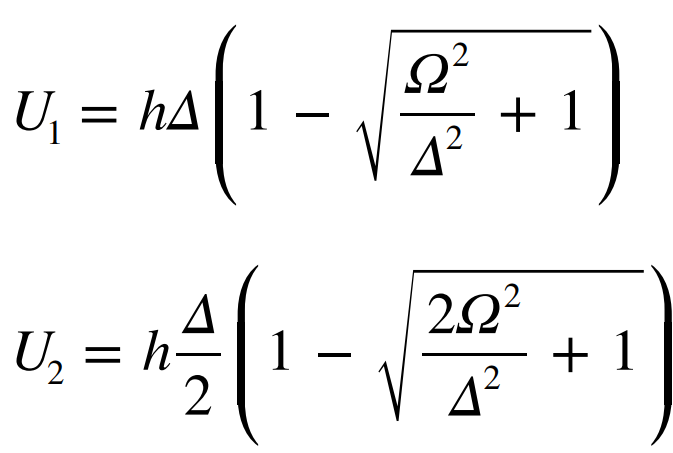 U₁ = hΔ(1 − √(Ω²/Δ² + 1))
U₂ = h Δ/2 (1 − √(2Ω²/Δ² + 1))